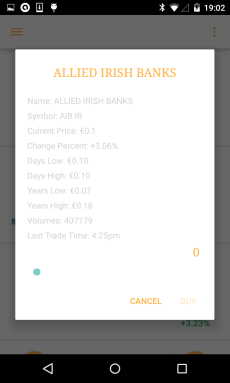 19:02
ALLIED IRISH BANKS
Name: ALLIED IRISH BANKS
Symbol: AIB.IR
Current Price: €0.1
Change Percent: +3.06%
Days Low: €0.10
Days High: €0.10
Years Low: €0.07
Years High: €0.16
Volumes: 407179
Last Trade Time: 4:25pm
0
CANCEL BUY
+3.23%